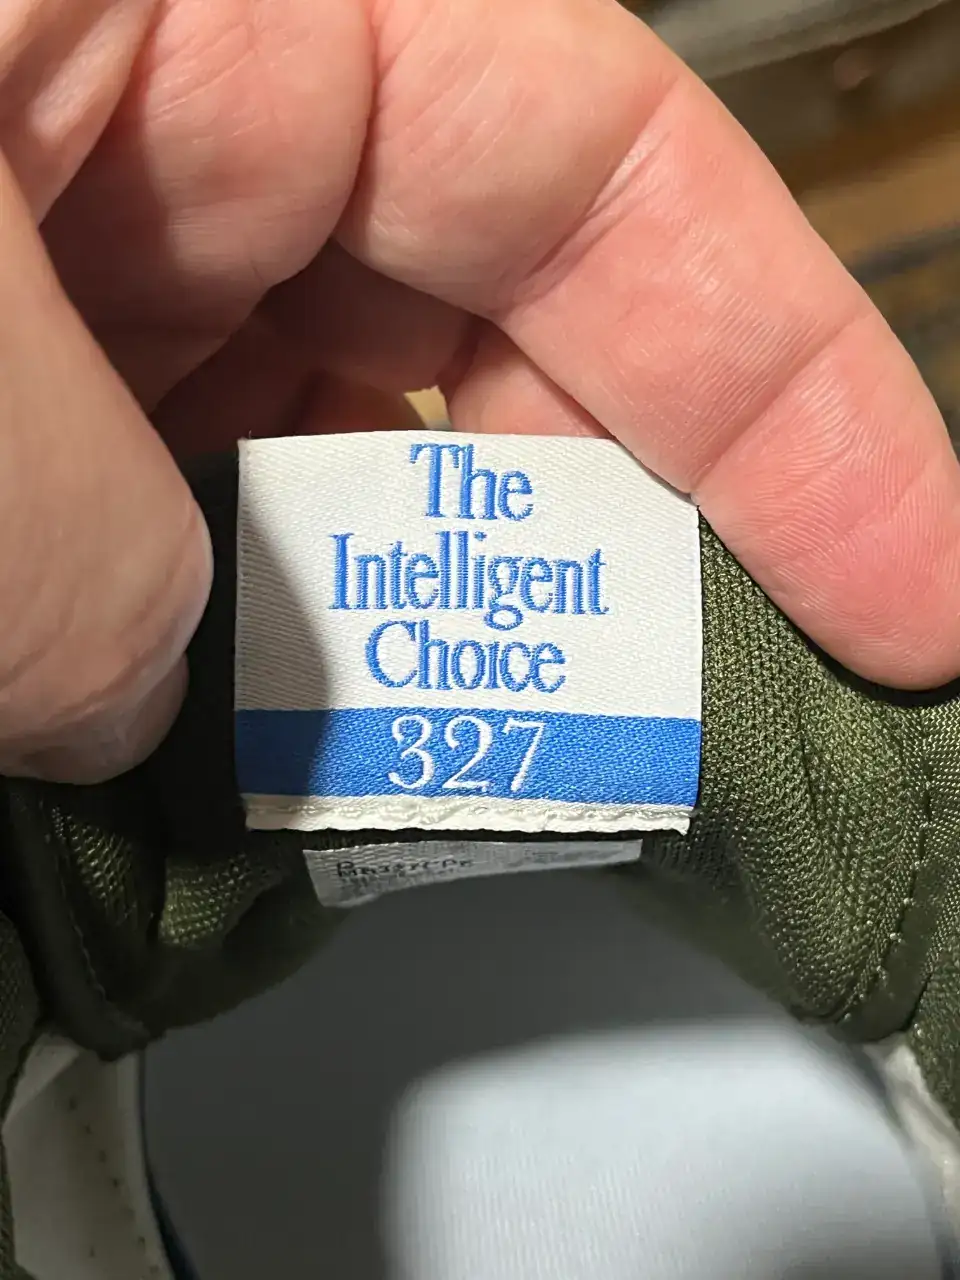 The
Intelligent
Choice
327